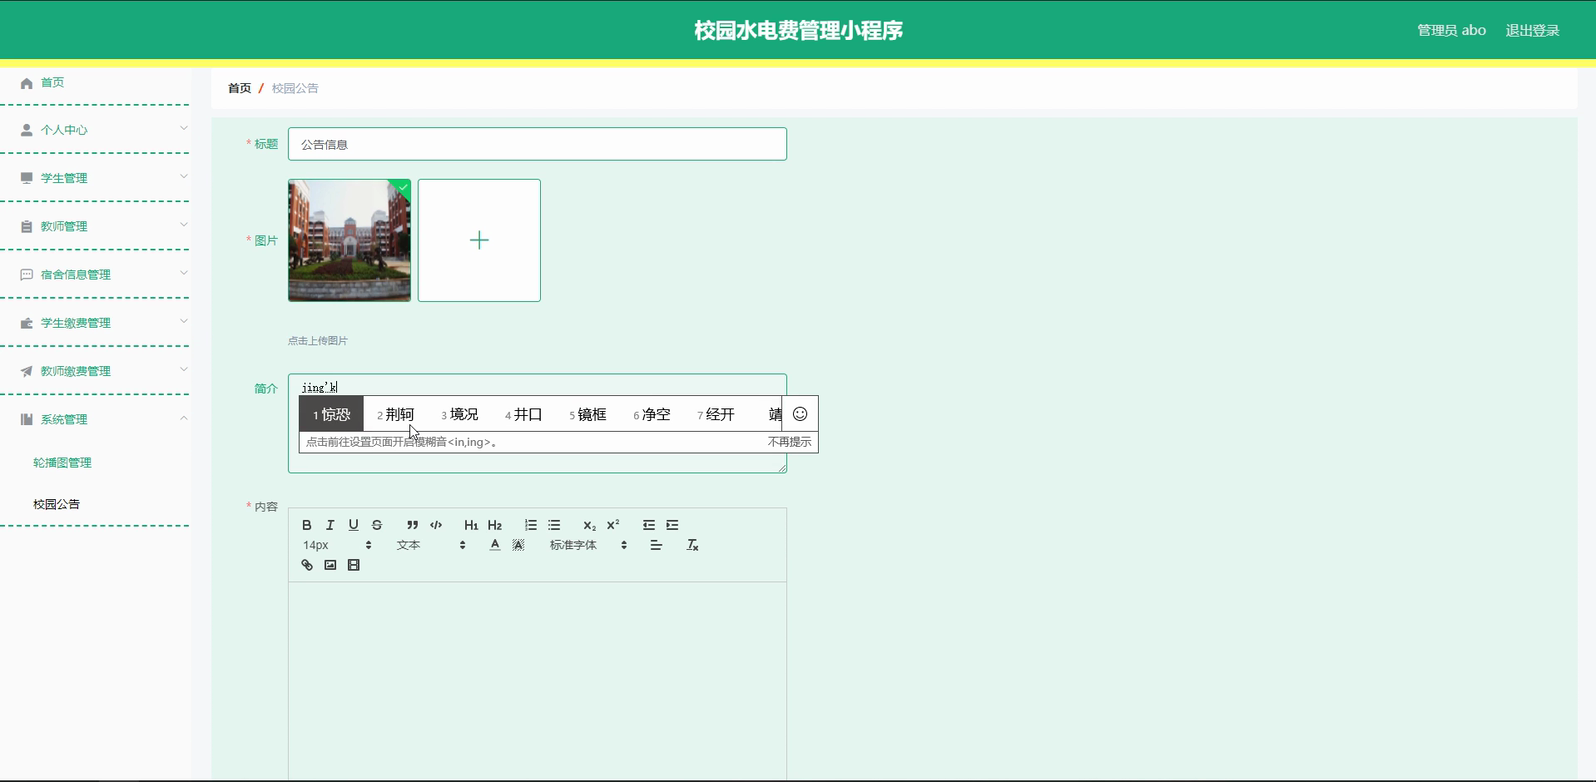 校园水电费管理小程序
管理员 abo 退出登录
首页
个人中心
学生管理
教师管理
宿舍信息管理
学生缴费管理
教师缴费管理
系统管理
轮播图管理
校园公告
首页 / 校园公告
* 标题 公告信息
* 图片
点击上传图片
简介 jing'k
1 惊恐 2 荆轲 3 境况 4 井口 5 镜框 6 净空 7 经开 靖
点击前往设置页面开启模糊音<in,ing>。 不再提示
* 内容
B I U S H1 H2 X2 X2
14px 文本 A A 标准字体 Tx